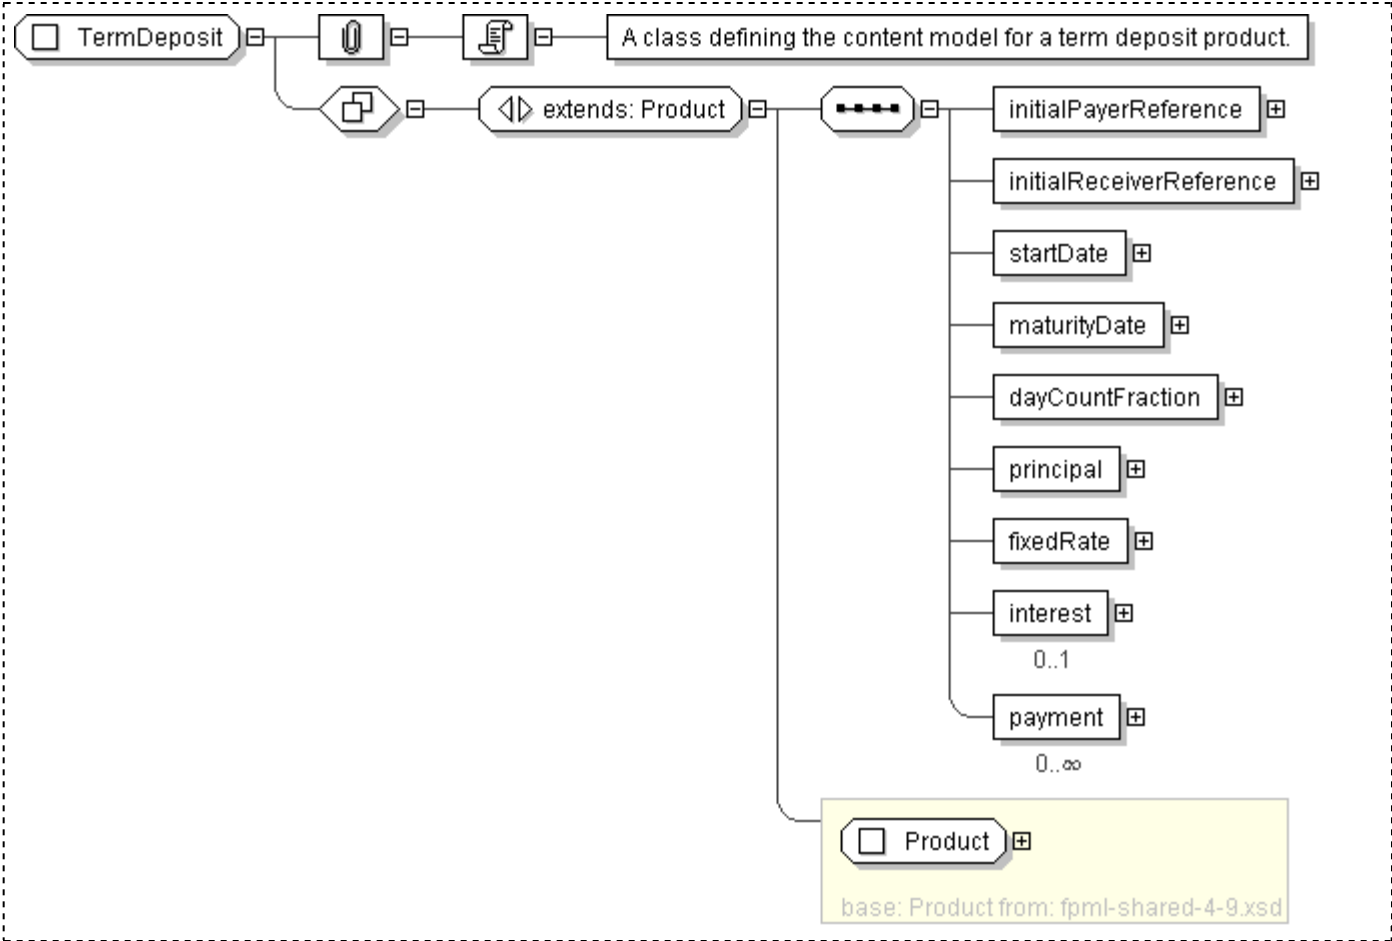 TermDeposit
A class defining the content model for a term deposit product.
extends: Product
initialPayerReference
initialReceiverReference
startDate
maturityDate
dayCountFraction
principal
fixedRate
interest
0..1
payment
0..∞
Product
base: Product from: fpml-shared-4-9.xsd